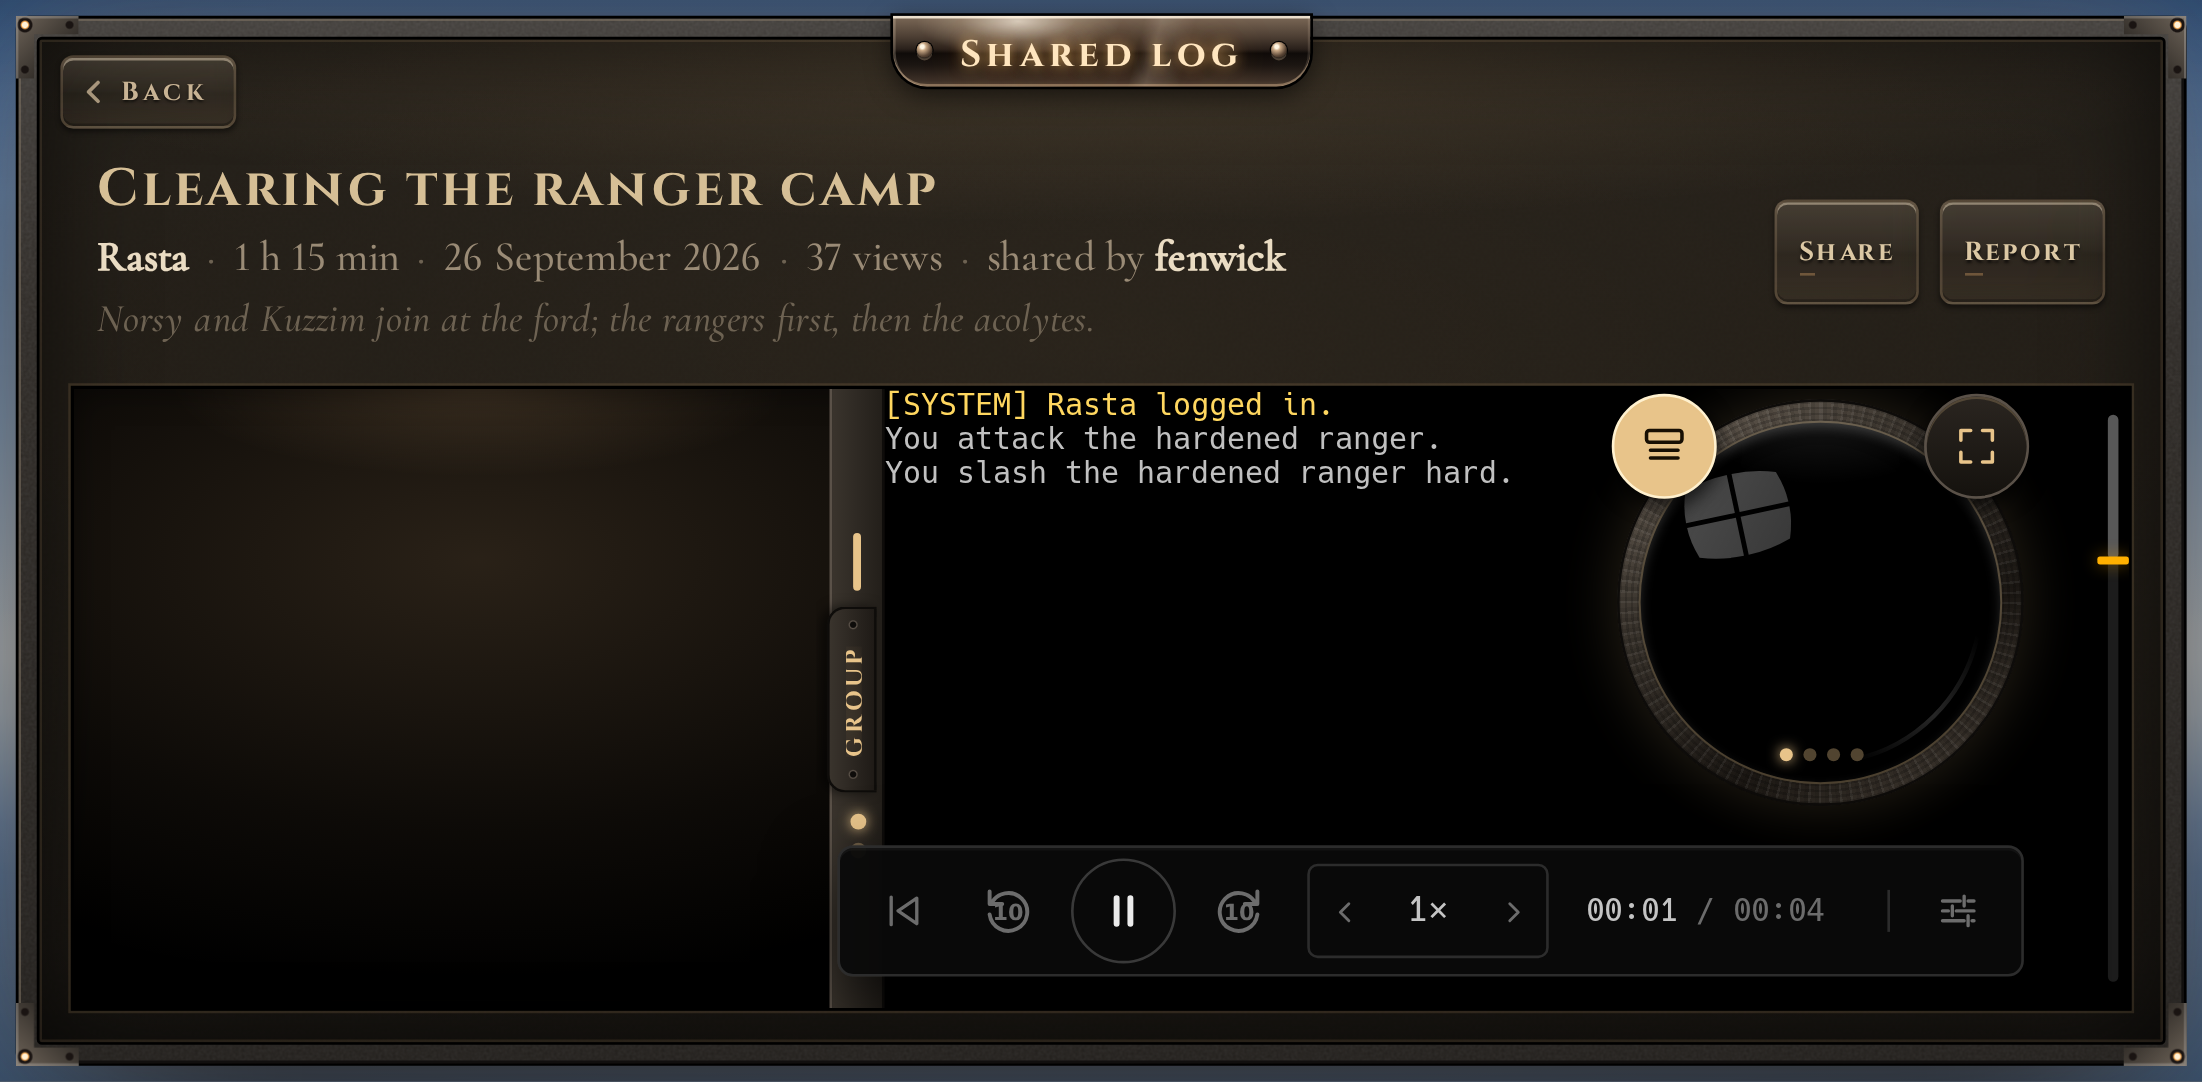 SHARED LOG
BACK
CLEARING THE RANGER CAMP
Rasta · 1 h 15 min · 26 September 2026 · 37 views · shared by fenwick
Norsy and Kuzzim join at the ford; the rangers first, then the acolytes.
SHARE
REPORT
[SYSTEM] Rasta logged in.
You attack the hardened ranger.
You slash the hardened ranger hard.
GROUP
10
10
1×
00:01 / 00:04